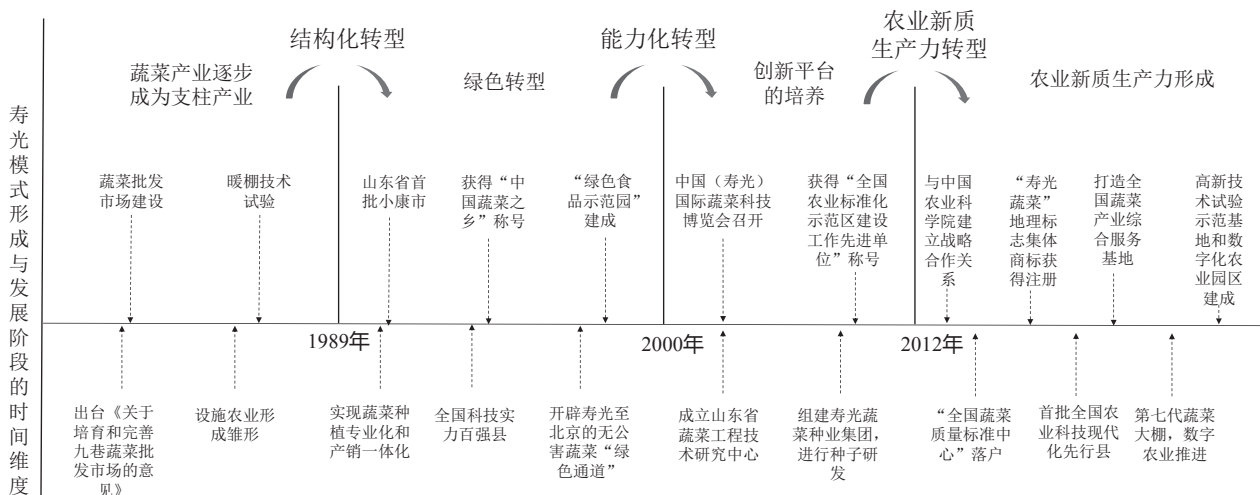 寿光模式形成与发展阶段的时间维度
结构化转型
能力化转型
农业新质
生产力转型
蔬菜产业逐步
成为支柱产业
绿色转型
创新平台
的培养
农业新质生产力形成
蔬菜批发
市场建设
暖棚技术
试验
山东省首
批小康市
获得“中
国蔬菜之
乡”称号
“绿色食
品示范园”
建成
中国（寿光）
国际蔬菜科技
博览会召开
获得“全国
农业标准化
示范区建设
工作先进单
位”称号
与中国
农业科
学院建
立战略
合作关
系
“寿光
蔬菜”
地理标
志集体
商标获
得注册
打造全
国蔬菜
产业综
合服务
基地
高新技
术试验
示范基
地和数
字化农
业园区
建成
1989年
2000年
2012年
出台《关于
培育和完善
九巷蔬菜批
发市场的意
见》
设施农业形
成雏形
实现蔬菜种
植专业化和
产销一体化
全国科技实
力百强县
开辟寿光至
北京的无公
害蔬菜“绿
色通道”
成立山东省
蔬菜工程技
术研究中心
组建寿光蔬
菜种业集团，
进行种子研
发
“全国蔬菜
质量标准中
心”落户
首批全国农
业科技现代
化先行县
第七代蔬菜
大棚，数字
农业推进